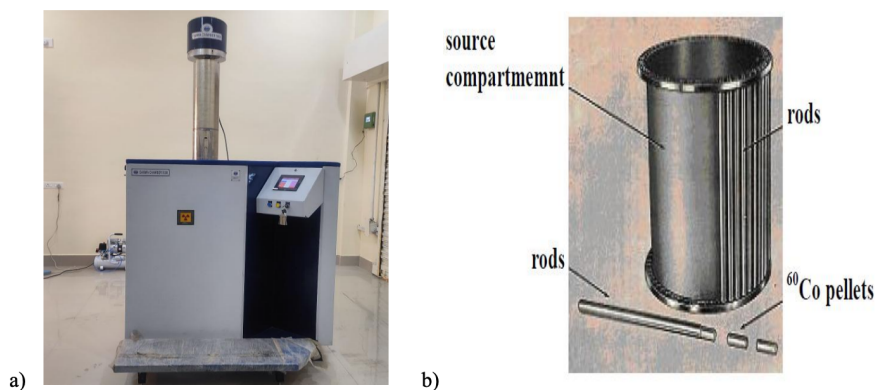 source
compartmemnt
rods
rods
⁶⁰Co pellets
a)
b)